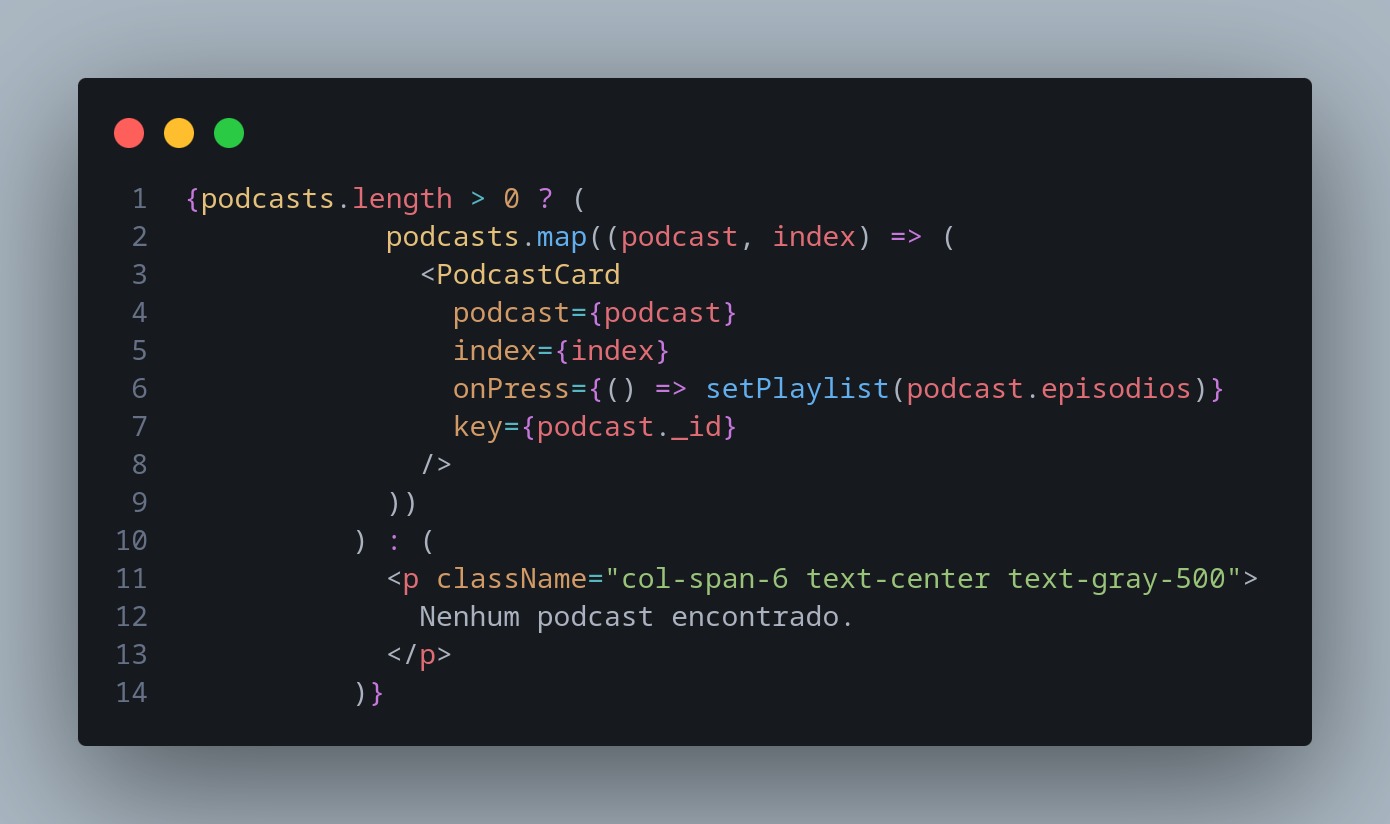 1 {podcasts.length > 0 ? (
2 podcasts.map((podcast, index) => (
3 <PodcastCard
4 podcast={podcast}
5 index={index}
6 onPress={() => setPlaylist(podcast.episodios)}
7 key={podcast._id}
8 />
9 ))
10 ) : (
11 <p className="col-span-6 text-center text-gray-500">
12 Nenhum podcast encontrado.
13 </p>
14 )}